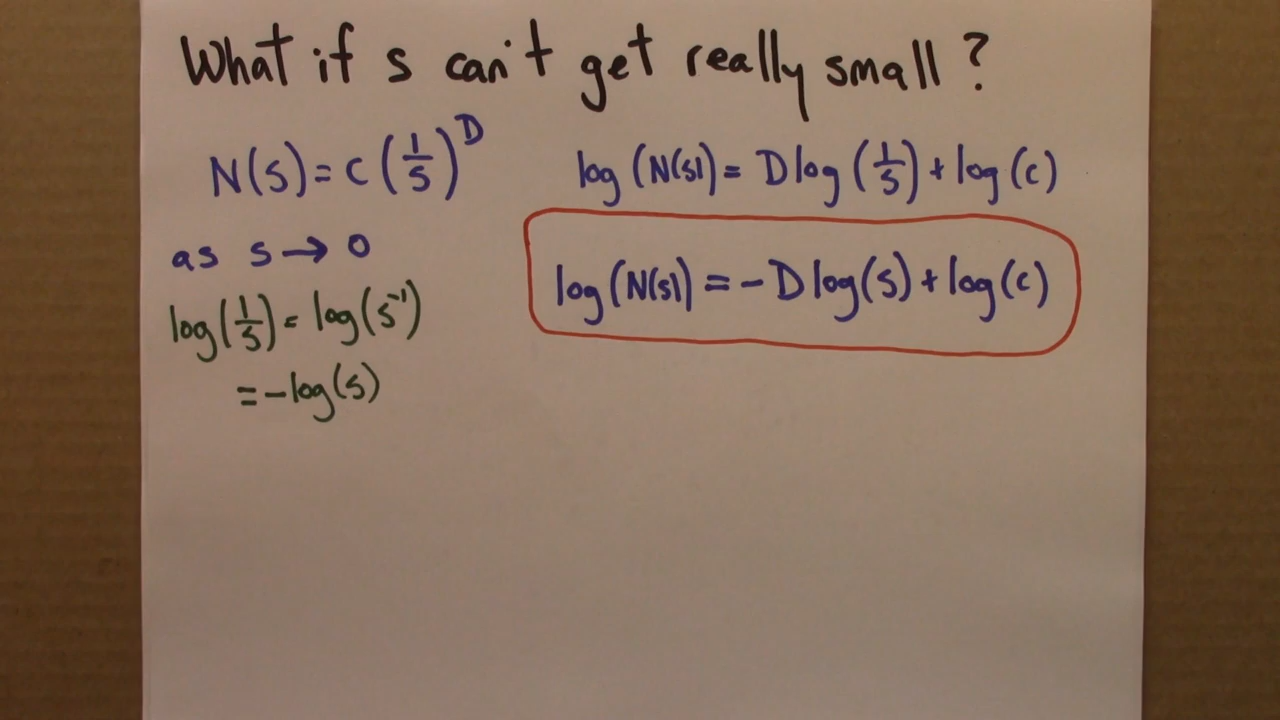 What if s can't get really small?
N(s) = c(1/s)^D
log(N(s)) = D log(1/s) + log(c)
as s → 0
log(N(s)) = -D log(s) + log(c)
log(1/s) = log(s^-1)
= -log(s)